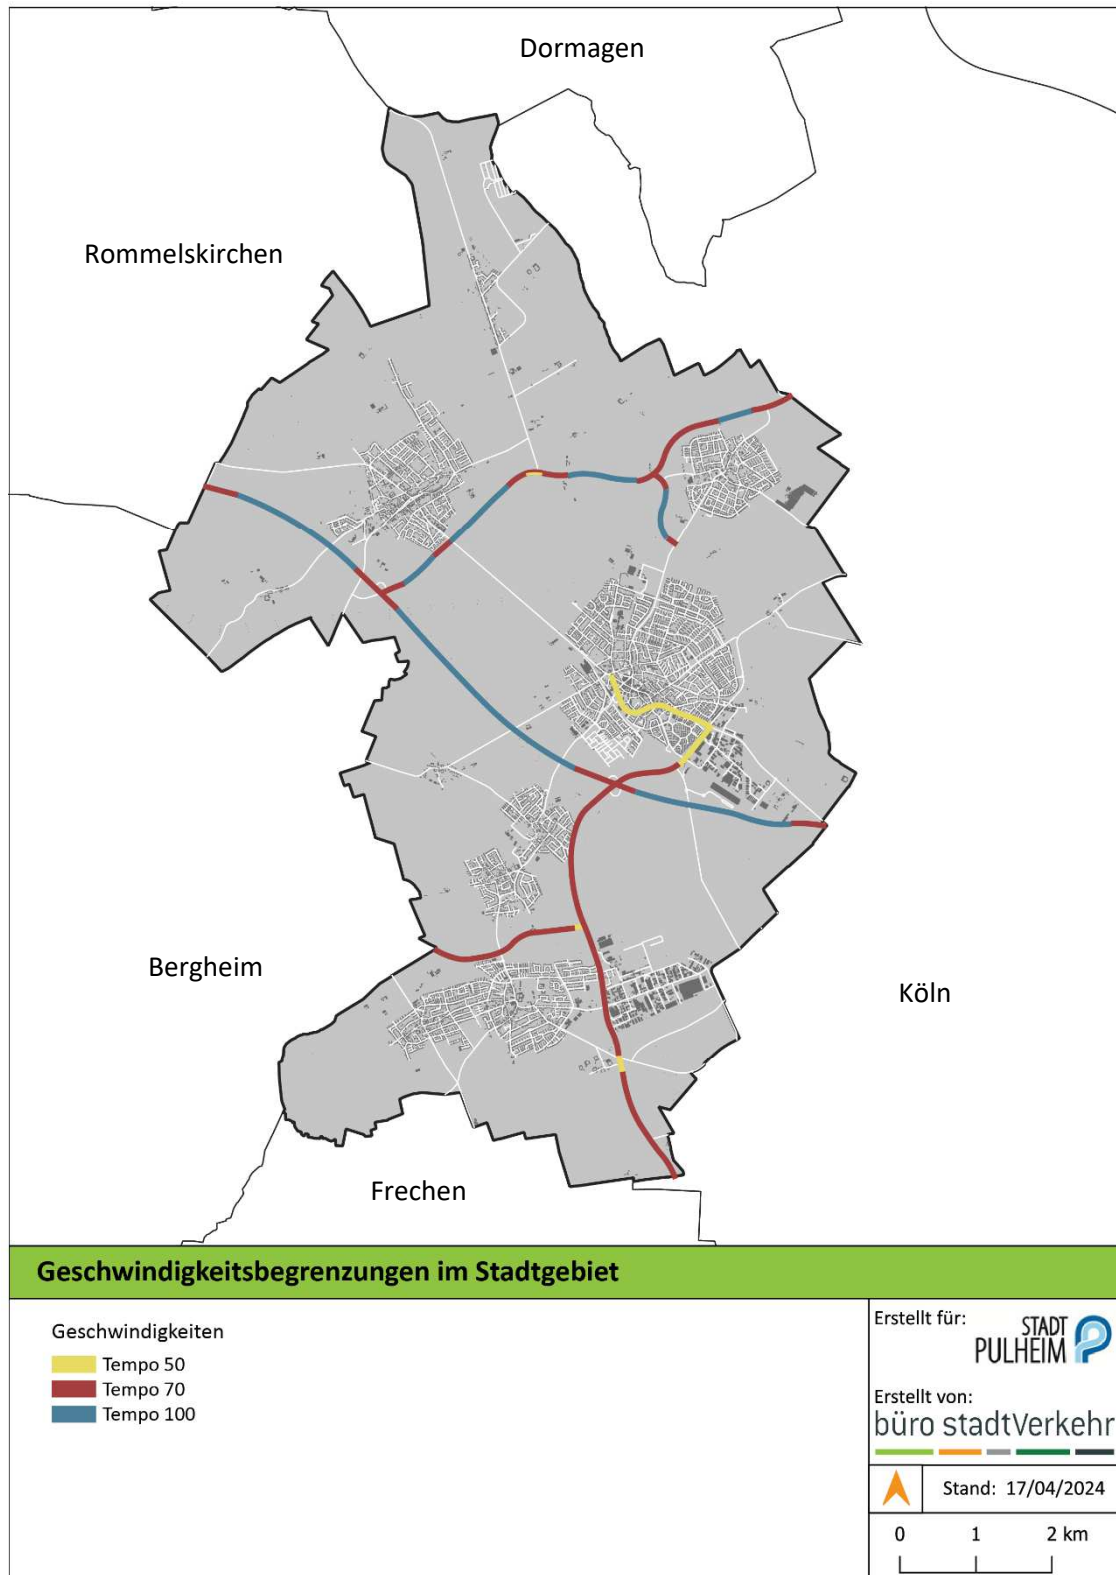 Dormagen
Rommelskirchen
Bergheim
Köln
Frechen
Geschwindigkeitsbegrenzungen im Stadtgebiet
Geschwindigkeiten
Tempo 50
Tempo 70
Tempo 100
Erstellt für:
STADT
PULHEIM
Erstellt von:
büro stadtVerkehr
Stand: 17/04/2024
0 1 2 km